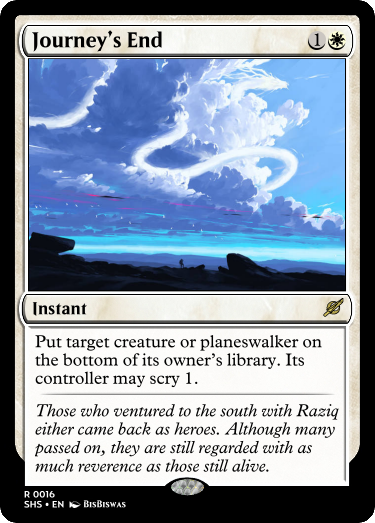 Journey's End 1
Instant
Put target creature or planeswalker on
the bottom of its owner's library. Its
controller may scry 1.
Those who ventured to the south with Raziq
either came back as heroes. Although many
passed on, they are still regarded with as
much reverence as those still alive.
R 0016
SHS • EN BisBiswas